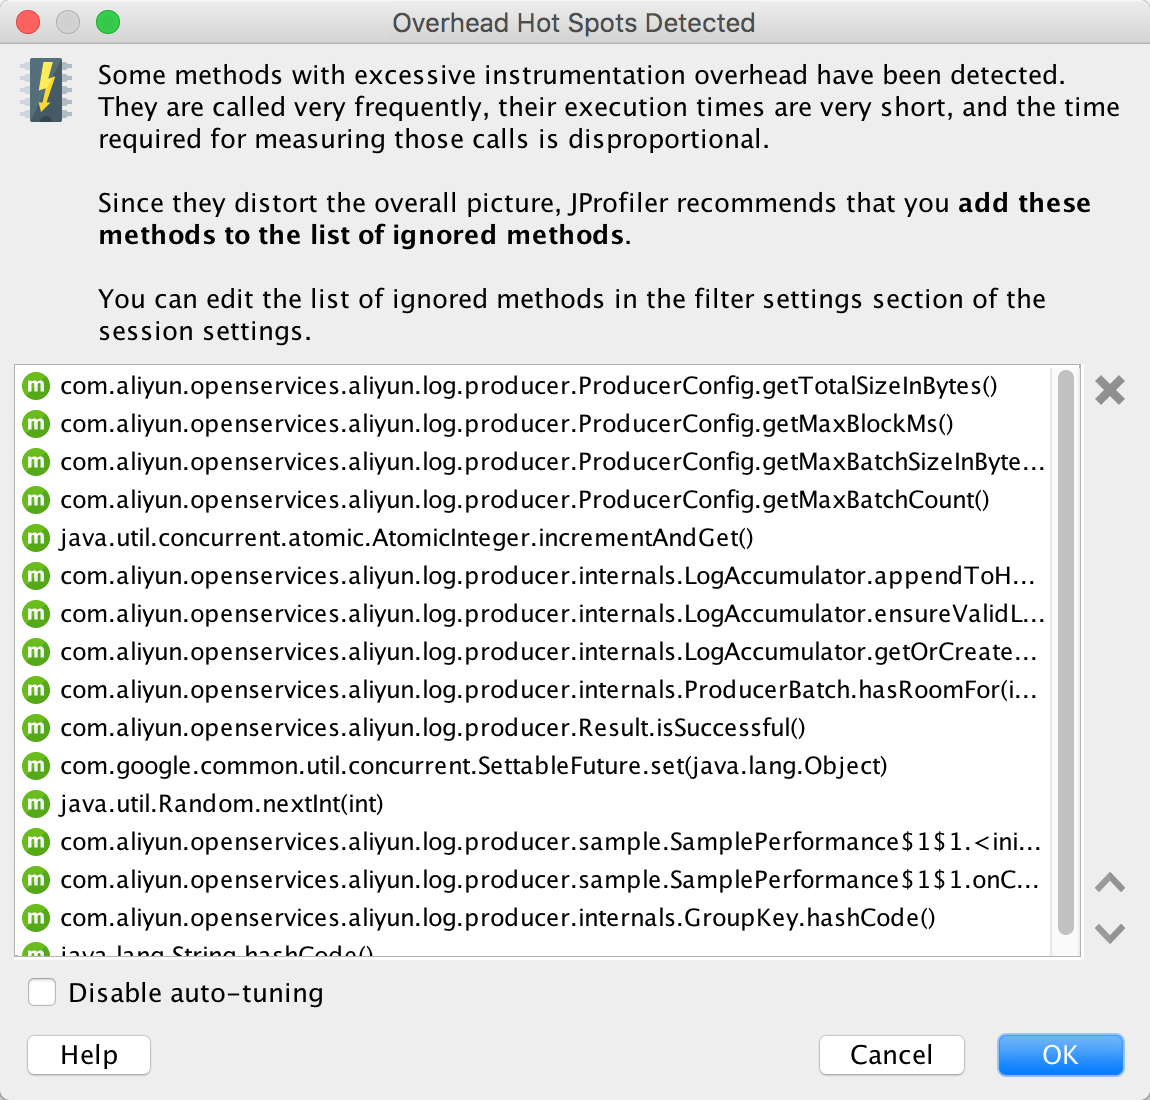 Overhead Hot Spots Detected
Some methods with excessive instrumentation overhead have been detected.
They are called very frequently, their execution times are very short, and the time
required for measuring those calls is disproportional.
Since they distort the overall picture, JProfiler recommends that you add these
methods to the list of ignored methods.
You can edit the list of ignored methods in the filter settings section of the
session settings.
m com.aliyun.openservices.aliyun.log.producer.ProducerConfig.getTotalSizeInBytes()
m com.aliyun.openservices.aliyun.log.producer.ProducerConfig.getMaxBlockMs()
m com.aliyun.openservices.aliyun.log.producer.ProducerConfig.getMaxBatchSizeInByte...
m com.aliyun.openservices.aliyun.log.producer.ProducerConfig.getMaxBatchCount()
m java.util.concurrent.atomic.AtomicInteger.incrementAndGet()
m com.aliyun.openservices.aliyun.log.producer.internals.LogAccumulator.appendToH...
m com.aliyun.openservices.aliyun.log.producer.internals.LogAccumulator.ensureValidL...
m com.aliyun.openservices.aliyun.log.producer.internals.LogAccumulator.getOrCreate...
m com.aliyun.openservices.aliyun.log.producer.internals.ProducerBatch.hasRoomFor(i...
m com.aliyun.openservices.aliyun.log.producer.Result.isSuccessful()
m com.google.common.util.concurrent.SettableFuture.set(java.lang.Object)
m java.util.Random.nextInt(int)
m com.aliyun.openservices.aliyun.log.producer.sample.SamplePerformance$1$1.<ini...
m com.aliyun.openservices.aliyun.log.producer.sample.SamplePerformance$1$1.onC...
m com.aliyun.openservices.aliyun.log.producer.internals.GroupKey.hashCode()
m java.lang.String.hashCode()
Disable auto-tuning
Help
Cancel
OK